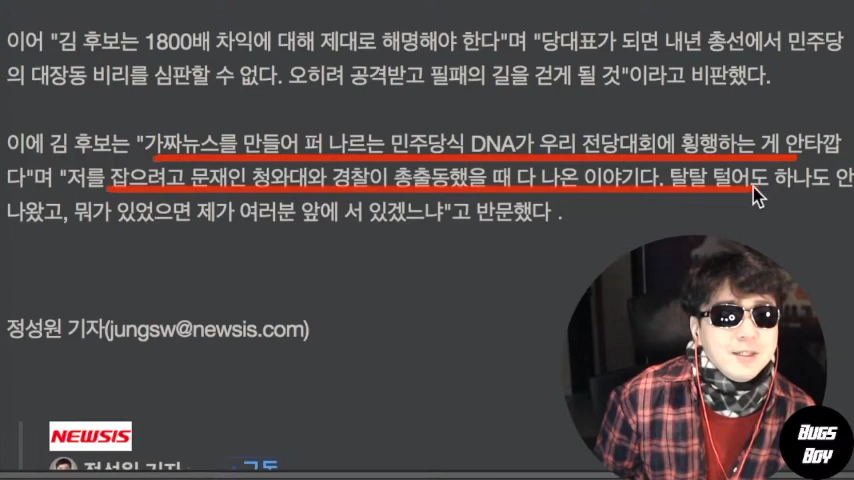 이어 "김 후보는 1800배 차익에 대해 제대로 해명해야 한다"며 "당대표가 되면 내년 총선에서 민주당
의 대장동 비리를 심판할 수 없다. 오히려 공격받고 필패의 길을 걷게 될 것"이라고 비판했다.
이에 김 후보는 "가짜뉴스를 만들어 퍼 나르는 민주당식 DNA가 우리 전당대회에 횡행하는 게 안타깝
다"며 "저를 잡으려고 문재인 청와대와 경찰이 총출동했을 때 다 나온 이야기다. 탈탈 털어도 하나도 안
나왔고, 뭐가 있었으면 제가 여러분 앞에 서 있겠느냐"고 반문했다 .
정성원 기자(jungsw@newsis.com)
NEWSIS
정성원 기자
구독
BUGS
BOY